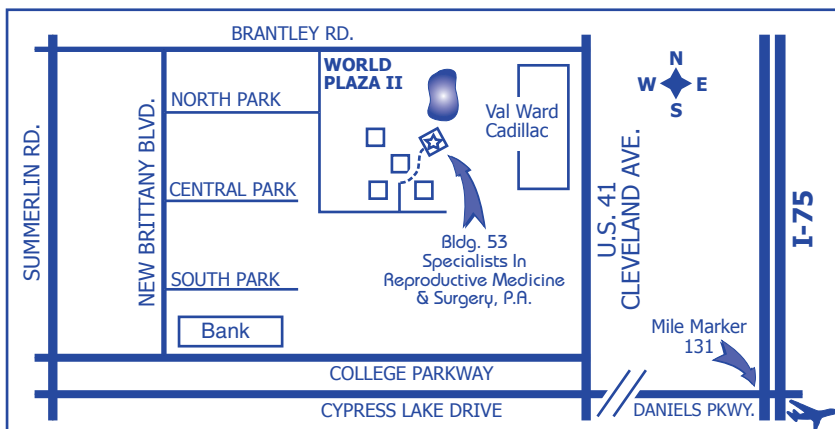 BRANTLEY RD.
WORLD
PLAZA II
N
W E
S
NORTH PARK
Val Ward
Cadillac
SUMMERLIN RD.
NEW BRITTANY BLVD.
CENTRAL PARK
U.S. 41
CLEVELAND AVE.
I-75
Bldg. 53
Specialists In
Reproductive Medicine
& Surgery, P.A.
SOUTH PARK
Bank
Mile Marker
131
COLLEGE PARKWAY
CYPRESS LAKE DRIVE
DANIELS PKWY.